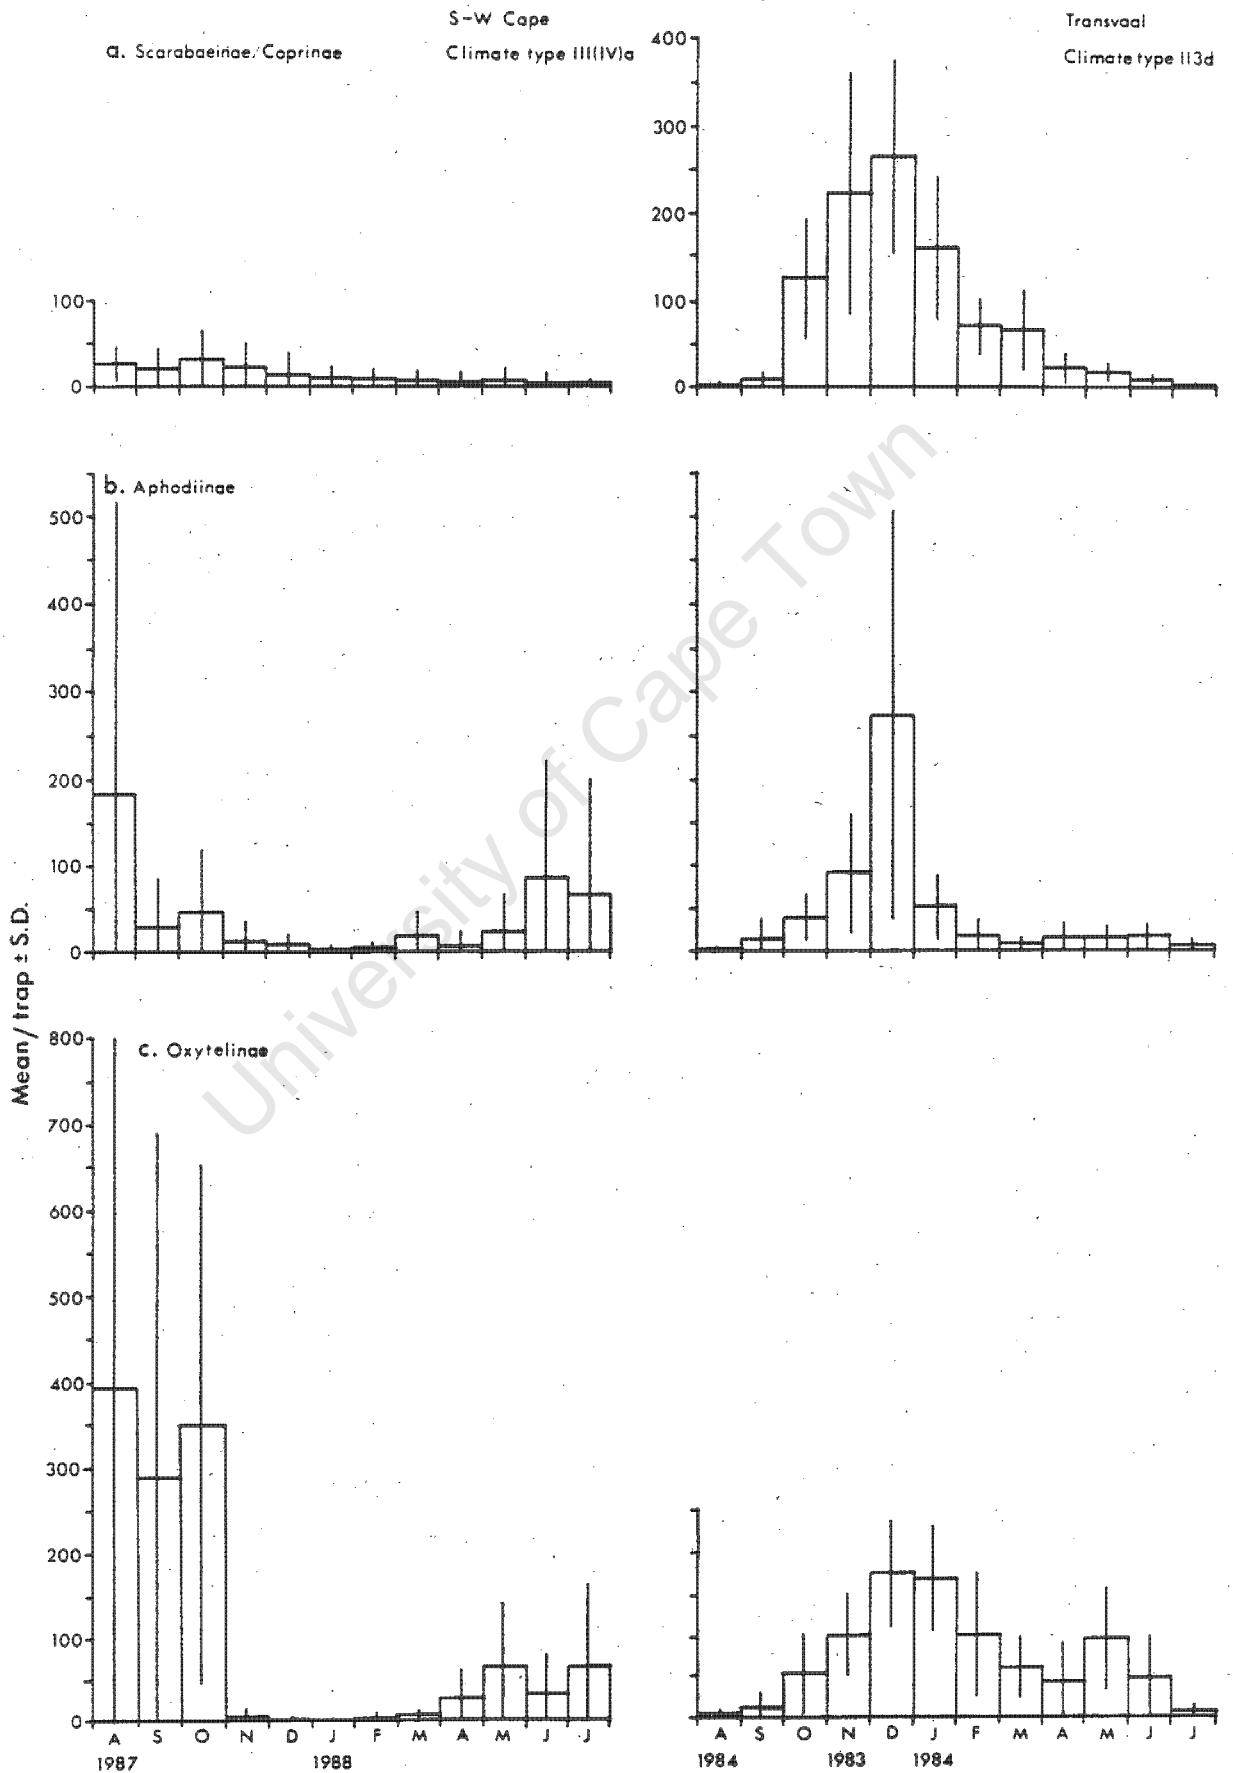 S-W Cape
Transvaal
a. Scarabaeinae/Coprinae
Climate type III(IV)a
Climate type II3d
400
300
200
100
0
100
0
b. Aphodiinae
500
400
300
200
100
0
Mean/trap ± S.D.
c. Oxytelinae
800
700
600
500
400
300
200
100
0
A S O N D J F M A M J J
A S O N D J F M A M J J
1987 1988
1984 1983 1984
University of Cape Town